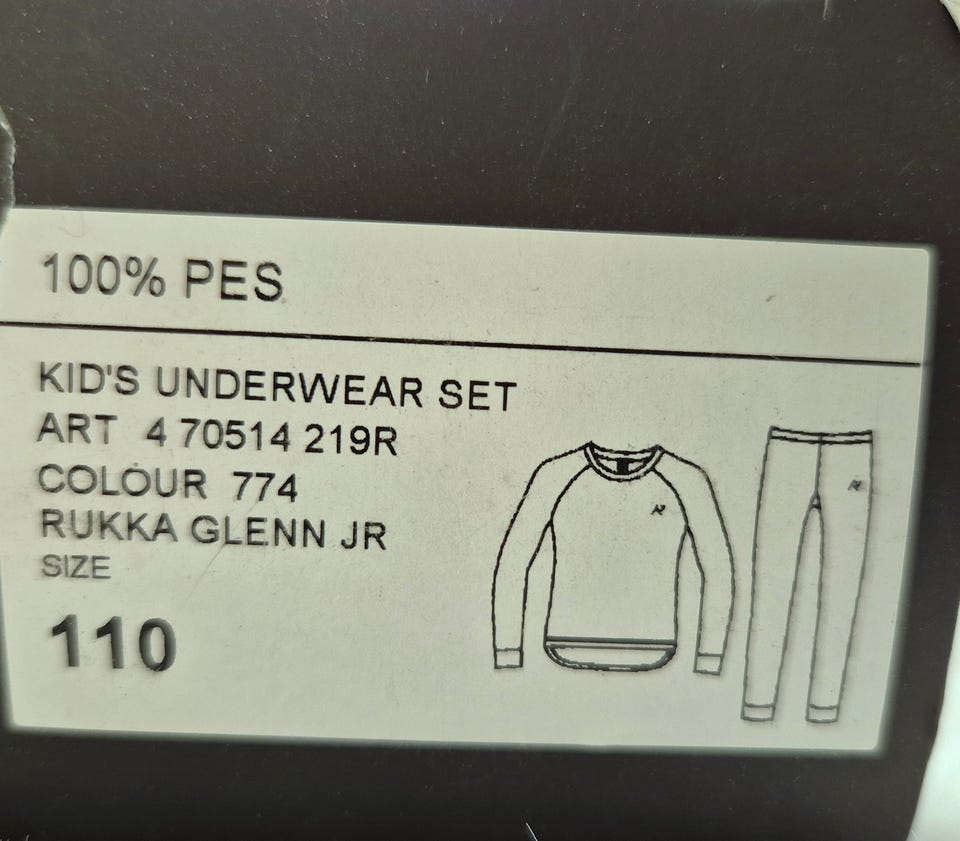 100% PES
KID'S UNDERWEAR SET
ART 4 70514 219R
COLOUR 774
RUKKA GLENN JR
SIZE
110